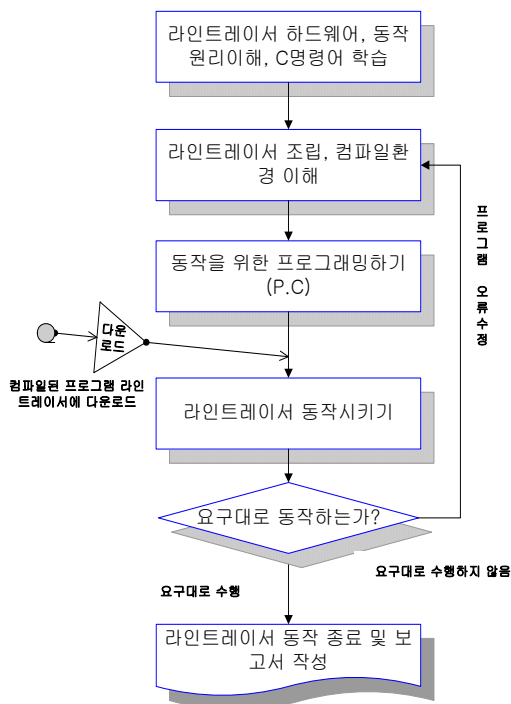 라인트레이서 하드웨어, 동작
원리이해, C명령어 학습
라인트레이서 조립, 컴파일환
경 이해
프로그램 오류수정
동작을 위한 프로그래밍하기
(P.C)
다운
로드
컴파일된 프로그램 라인
트레이서에 다운로드
라인트레이서 동작시키기
요구대로 동작하는가?
요구대로 수행하지 않음
요구대로 수행
라인트레이서 동작 종료 및 보
고서 작성